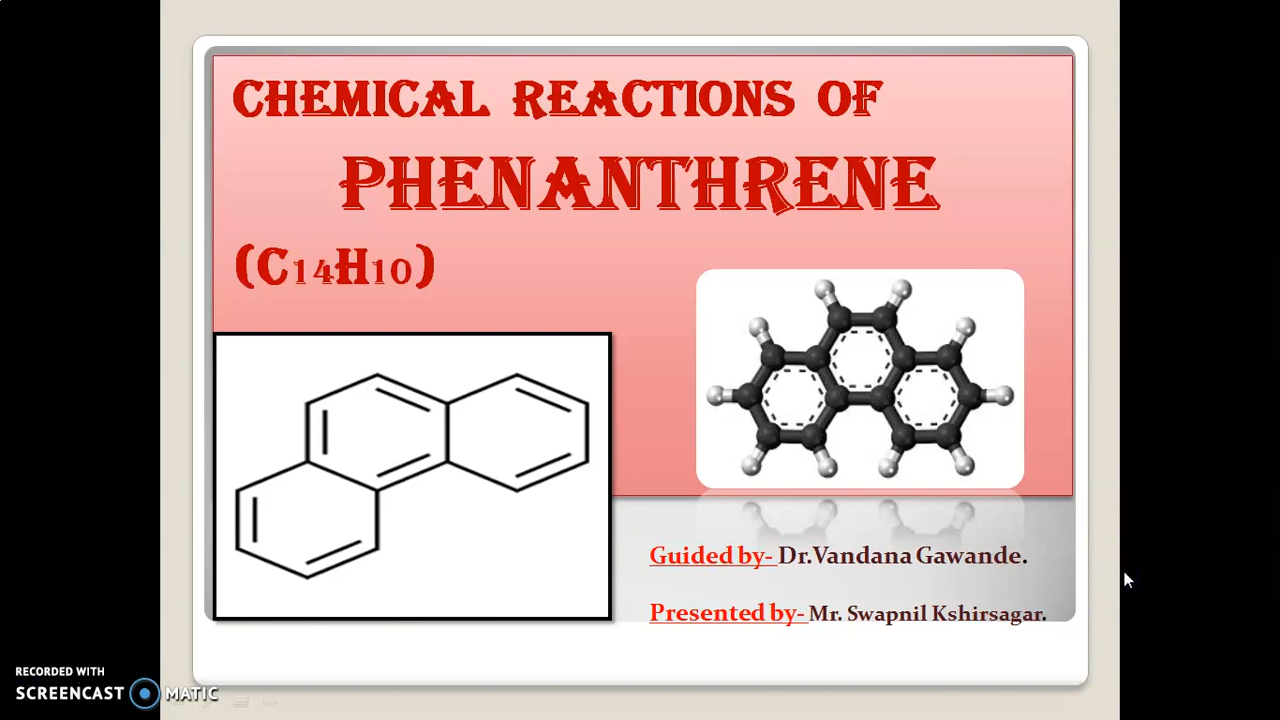 CHEMICAL REACTIONS OF
PHENANTHRENE
(C14H10)
Guided by- Dr.Vandana Gawande.
Presented by- Mr. Swapnil Kshirsagar.
RECORDED WITH
SCREENCAST MATIC